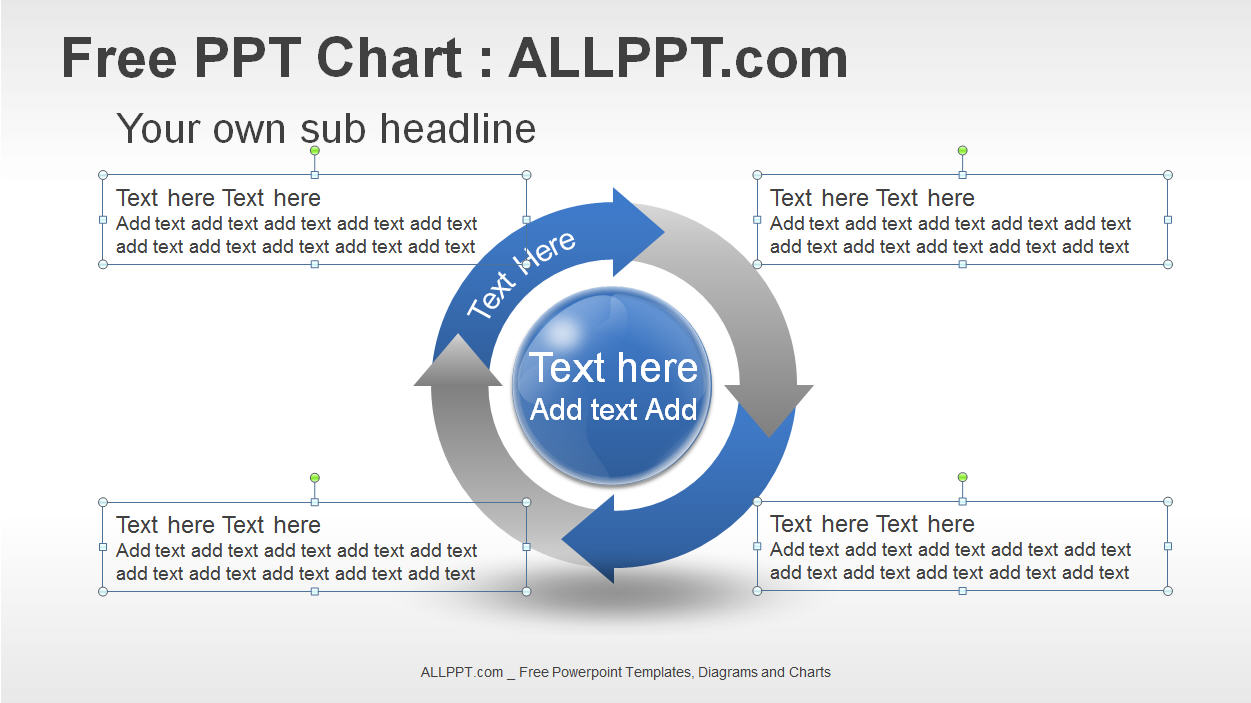 Free PPT Chart : ALLPPT.com
Your own sub headline
Text here Text here
Add text add text add text add text add text
add text add text add text add text add text
Text here Text here
Add text add text add text add text add text
add text add text add text add text add text
Text Here
Text here
Add text Add
Text here Text here
Add text add text add text add text add text
add text add text add text add text add text
Text here Text here
Add text add text add text add text add text
add text add text add text add text add text
ALLPPT.com _ Free Powerpoint Templates, Diagrams and Charts